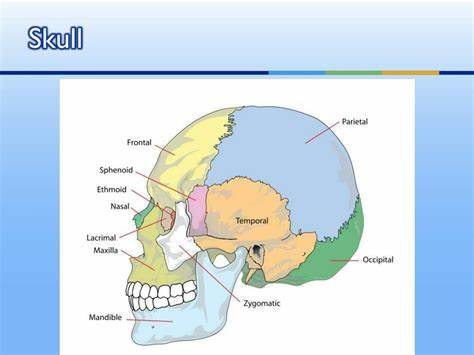 Skull
Parietal
Frontal
Sphenoid
Ethmoid
Nasal
Temporal
Lacrimal
Maxilla
Occipital
Zygomatic
Mandible